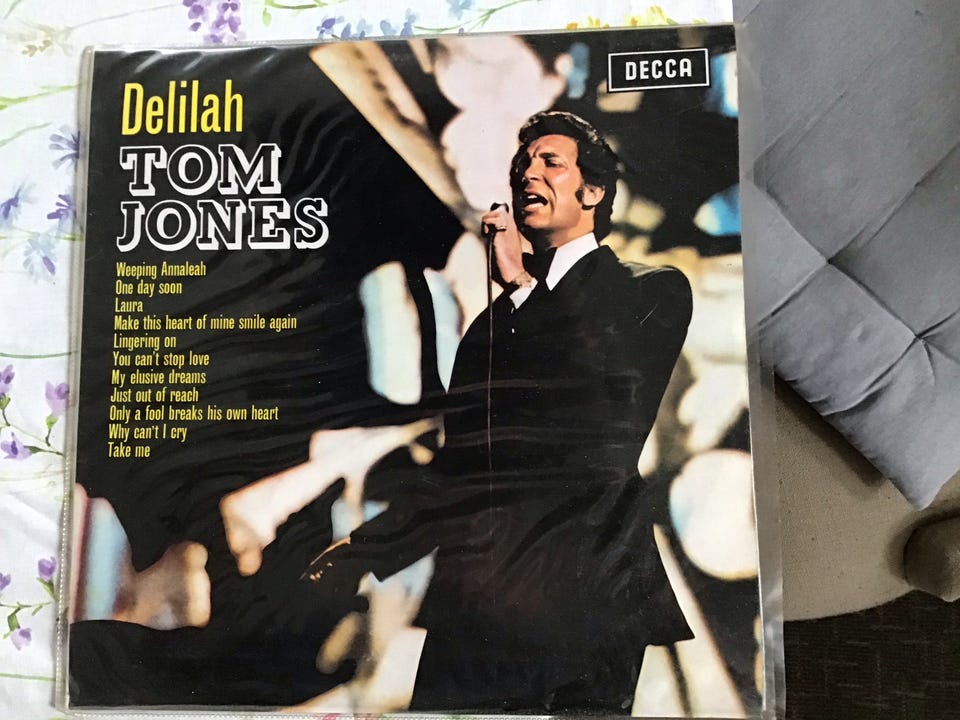 DECCA
Delilah
TOM
JONES
Weeping Annaleah
One day soon
Laura
Make this heart of mine smile again
Lingering on
You can't stop love
My elusive dreams
Just out of reach
Only a fool breaks his own heart
Why can't I cry
Take me